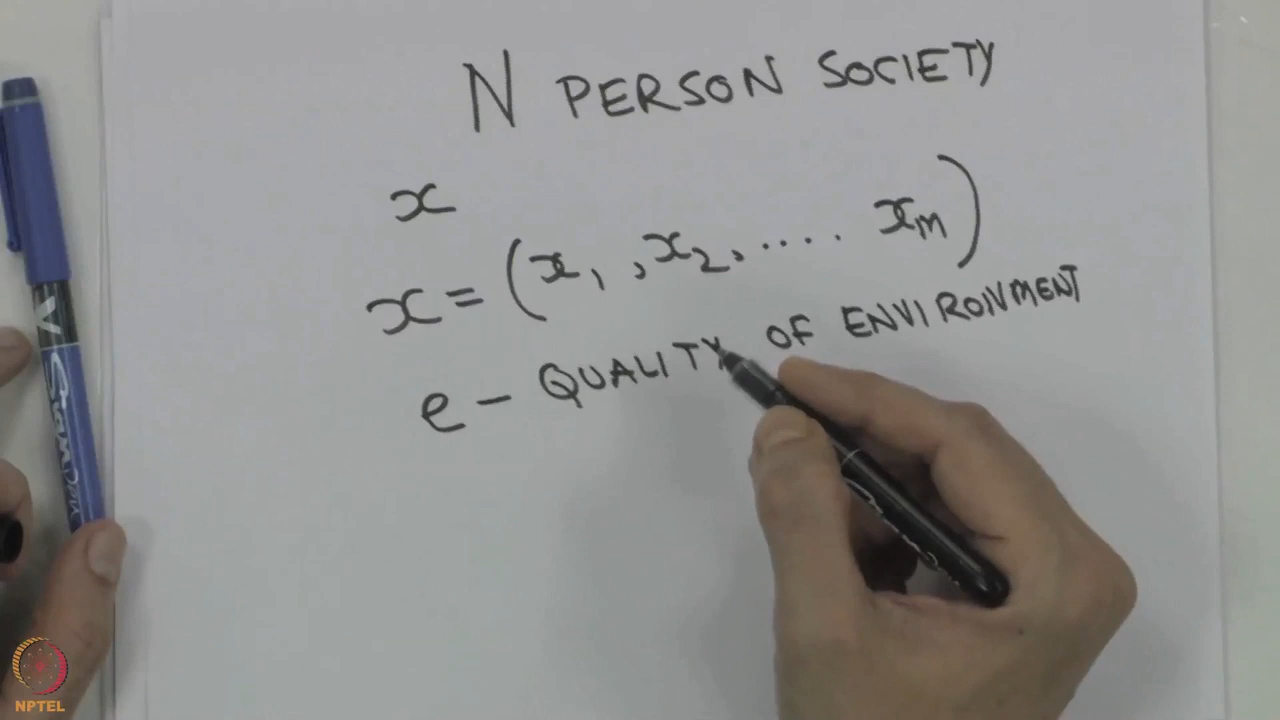 N PERSON SOCIETY
x
x = (x₁, x₂, .... xₘ)
e - QUALITY OF ENVIRONMENT
V
NPTEL